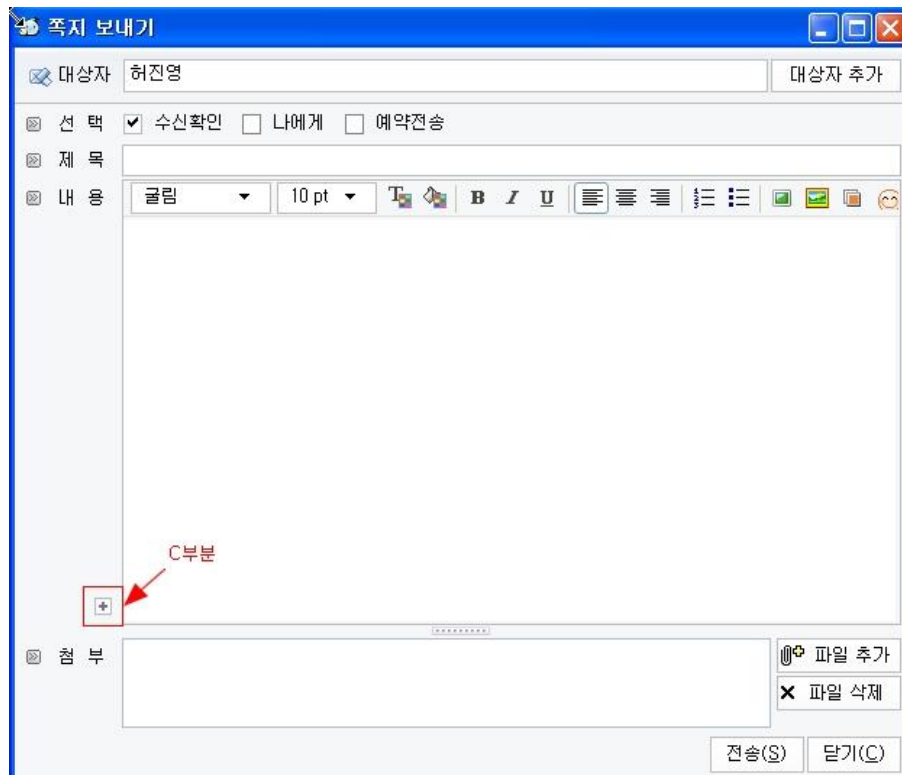 쪽지 보내기
대상자 허진영 대상자 추가
선 택 수신확인 나에게 예약전송
제 목
내 용 굴림 10 pt B I U
C부분
첨 부 파일 추가
파일 삭제
전송(S) 닫기(C)